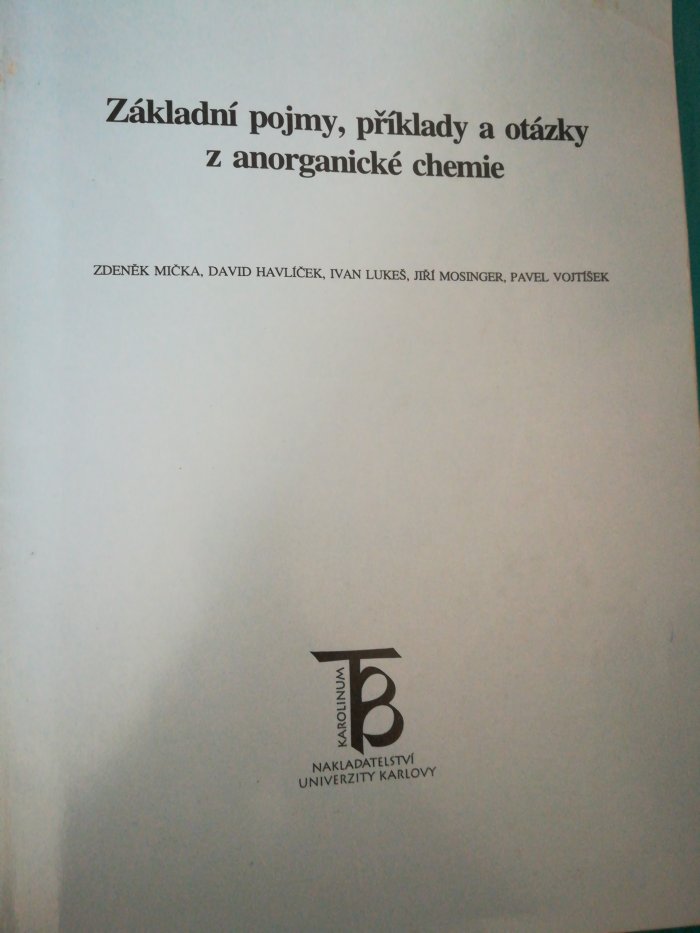 Základní pojmy, příklady a otázky
z anorganické chemie
ZDENĚK MIČKA, DAVID HAVLÍČEK, IVAN LUKEŠ, JIŘÍ MOSINGER, PAVEL VOJTÍŠEK
KAROLINUM
NAKLADATELSTVÍ
UNIVERZITY KARLOVY